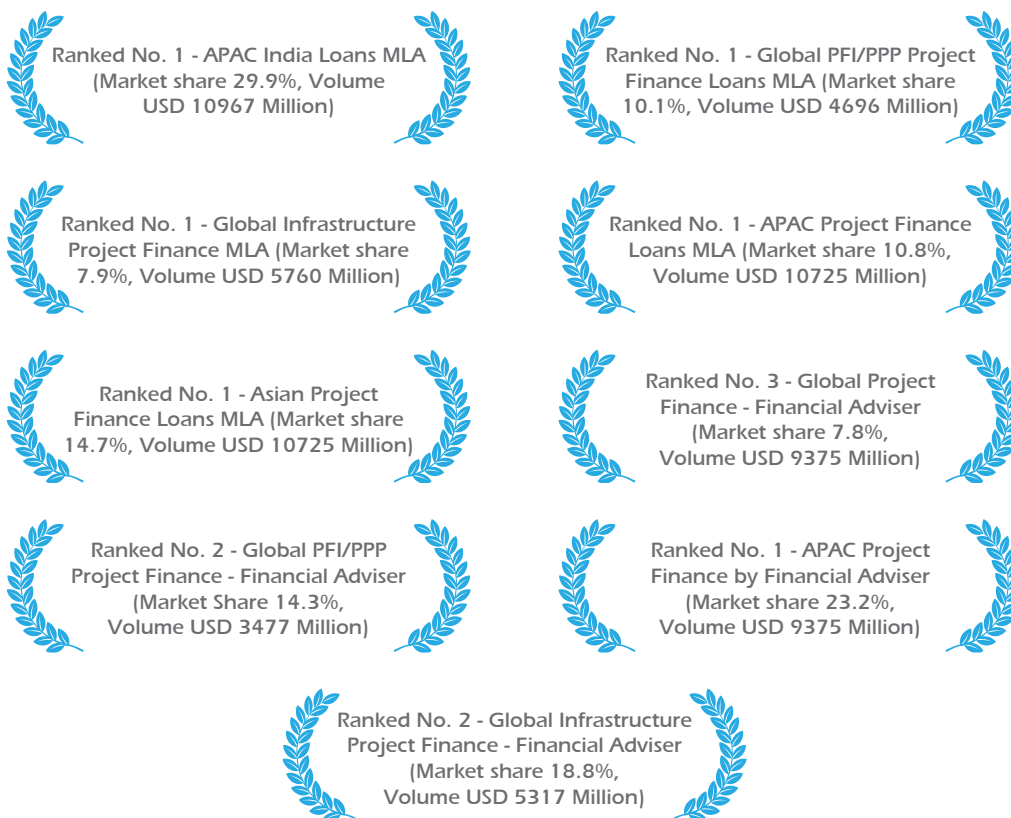 Ranked No. 1 - APAC India Loans MLA
(Market share 29.9%, Volume
USD 10967 Million)
Ranked No. 1 - Global PFI/PPP Project
Finance Loans MLA (Market share
10.1%, Volume USD 4696 Million)
Ranked No. 1 - Global Infrastructure
Project Finance MLA (Market share
7.9%, Volume USD 5760 Million)
Ranked No. 1 - APAC Project Finance
Loans MLA (Market share 10.8%,
Volume USD 10725 Million)
Ranked No. 1 - Asian Project
Finance Loans MLA (Market share
14.7%, Volume USD 10725 Million)
Ranked No. 3 - Global Project
Finance - Financial Adviser
(Market share 7.8%,
Volume USD 9375 Million)
Ranked No. 2 - Global PFI/PPP
Project Finance - Financial Adviser
(Market Share 14.3%,
Volume USD 3477 Million)
Ranked No. 1 - APAC Project
Finance by Financial Adviser
(Market share 23.2%,
Volume USD 9375 Million)
Ranked No. 2 - Global Infrastructure
Project Finance - Financial Adviser
(Market share 18.8%,
Volume USD 5317 Million)